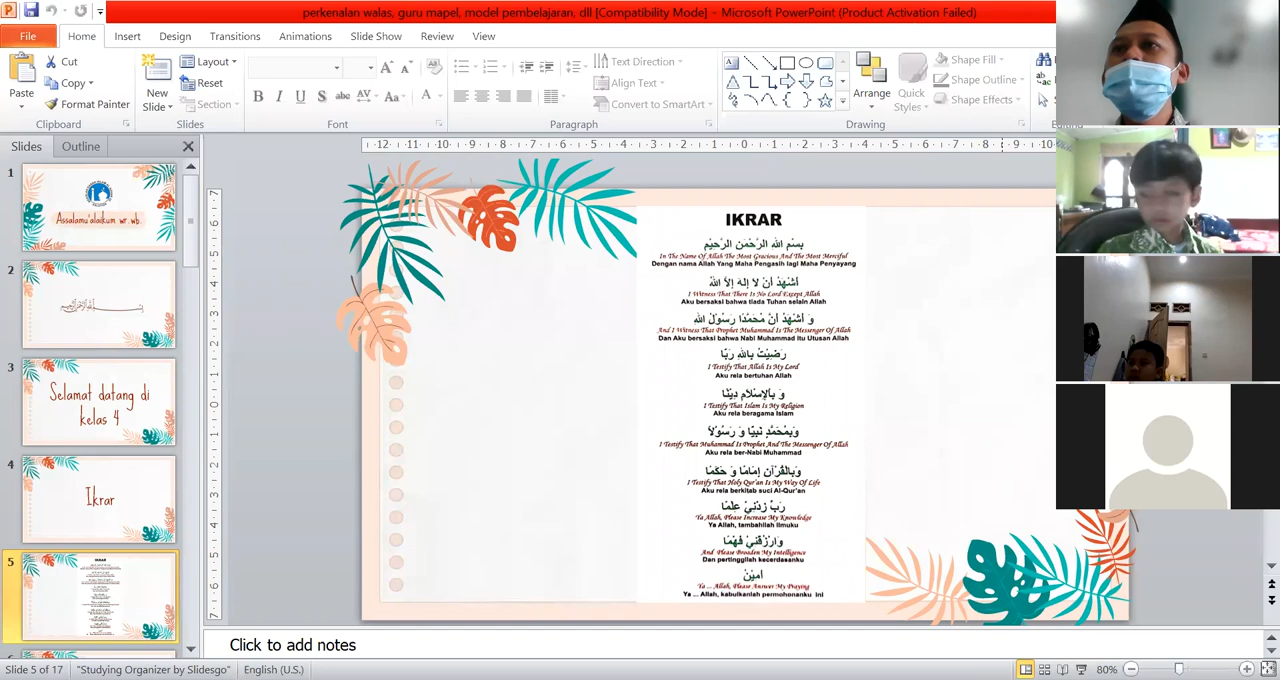 perkenalan walas, guru mapel, model pembelajaran, dll [Compatibility Mode] - Microsoft PowerPoint (Product Activation Failed)
File Home Insert Design Transitions Animations Slide Show Review View
Cut
Copy
Format Painter
Paste
Clipboard
New
Slide
Layout
Reset
Section
Slides
B I U S abc AV Aa A
Font
Text Direction
Align Text
Convert to SmartArt
Paragraph
Arrange
Quick
Styles
Shape Fill
Shape Outline
Shape Effects
Drawing
Slides Outline
1
Assalamu'alaikum wr. wb.
2
3
Selamat datang di
kelas 4
4
Ikrar
5
IKRAR
بِسْمِ اللهِ الرَّحْمَنِ الرَّحِيْمِ
In The Name Of Allah The Most Gracious And The Most Merciful
Dengan nama Allah Yang Maha Pengasih lagi Maha Penyayang
أَشْهَدُ أَنْ لاَ إِلَهَ إِلاَّ اللهُ
I Witness That There Is No Lord Except Allah
Aku bersaksi bahwa tiada Tuhan selain Allah
وَ أَشْهَدُ أَنْ مُحَمَّدًا رَسُوْلُ اللهِ
And I Witness That Prophet Muhammad Is The Messenger Of Allah
Dan Aku bersaksi bahwa Nabi Muhammad itu Utusan Allah
رَضِيْتُ بِاللهِ رَبًّا
I Testify That Allah Is My Lord
Aku rela bertuhan Allah
وَ بِالْإِسْلَامِ دِيْنًا
I Testify That Islam Is My Religion
Aku rela beragama Islam
وَبِمُحَمَّدٍ نَبِيًّا وَ رَسُوْلاً
I Testify That Muhammad Is Prophet And The Messenger Of Allah
Aku rela ber-Nabi Muhammad
وَبِالْقُرْآنِ إِمَامًا وَ حَكَمًا
I Testify That Holy Qur'an Is My Way Of Life
Aku rela berkitab suci Al-Qur'an
رَبِّ زِدْنِيْ عِلْمًا
Ya Allah, Please Increase My Knowledge
Ya Allah, tambahilah ilmuku
وَارْزُقْنِيْ فَهْمًا
And Please Broaden My Intelligence
Dan pertinggilah kecerdasanku
آمِيْنْ
Ya ... Allah, Please Answer My Praying
Ya ... Allah, kabulkanlah permohonanku ini
Click to add notes
Slide 5 of 17 "Studying Organizer by Slidesgo" English (U.S.) 80%